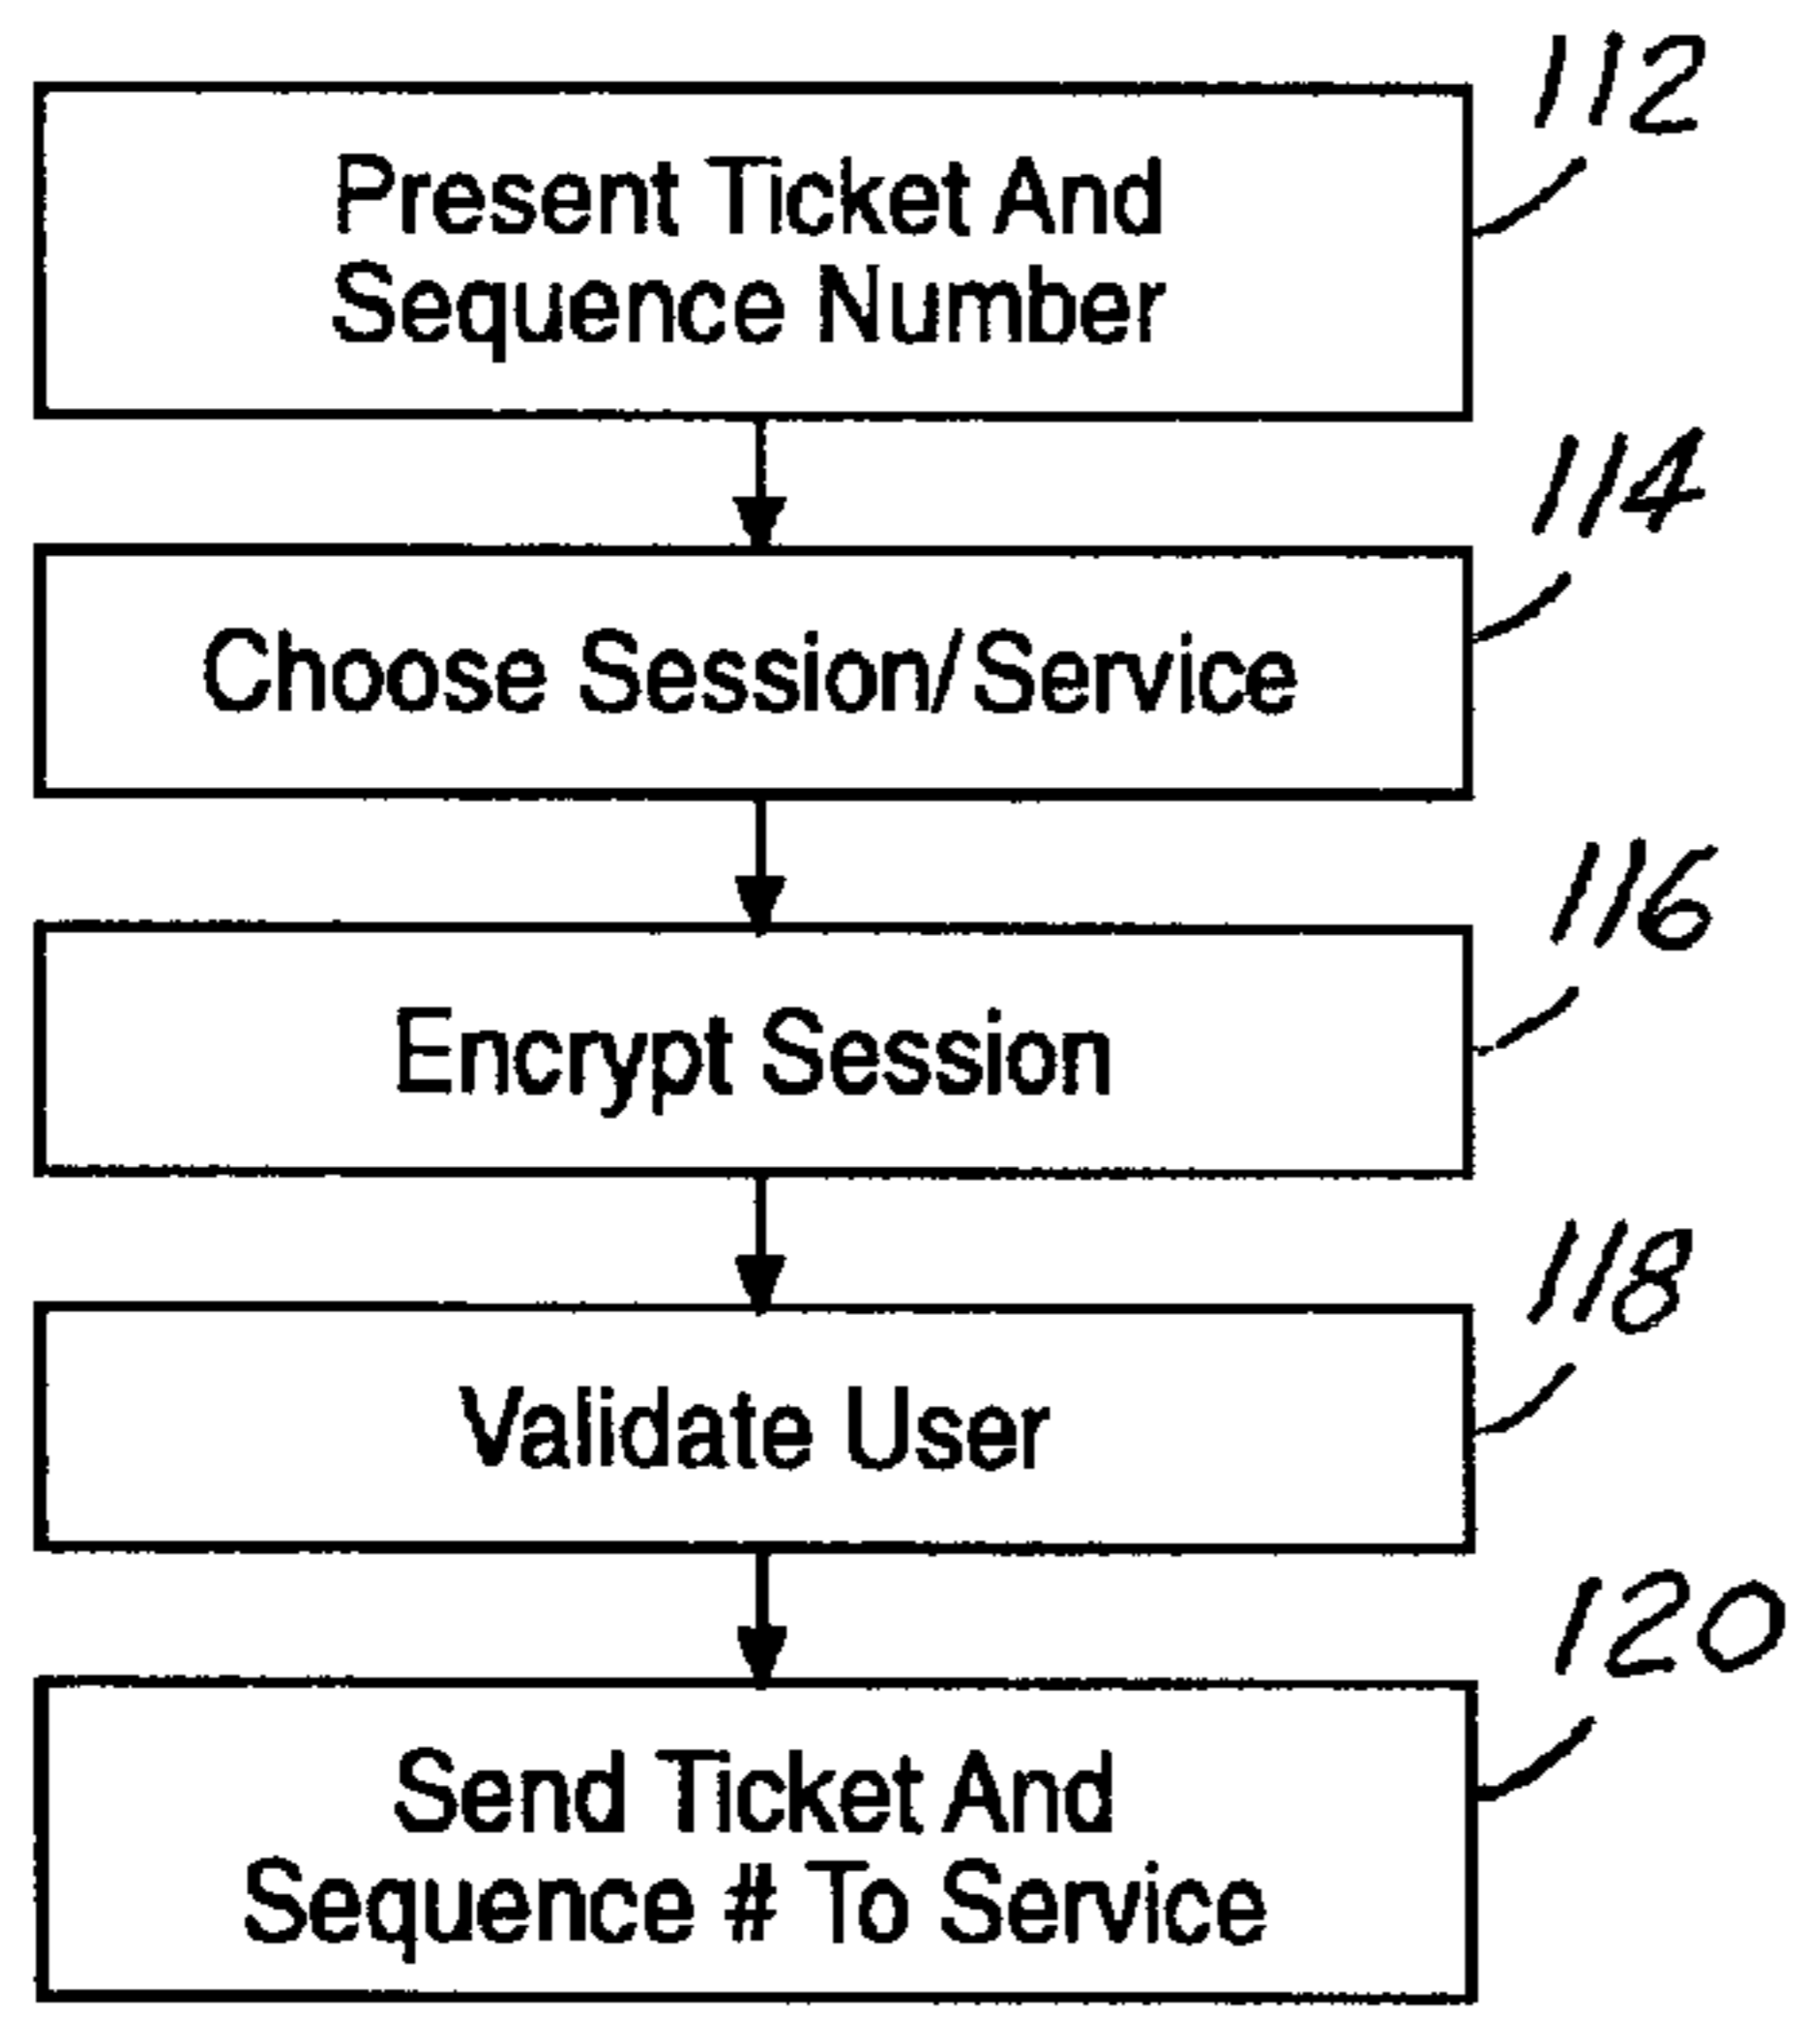 112
Present Ticket And
Sequence Number
114
Choose Session/Service
116
Encrypt Session
118
Validate User
120
Send Ticket And
Sequence # To Service